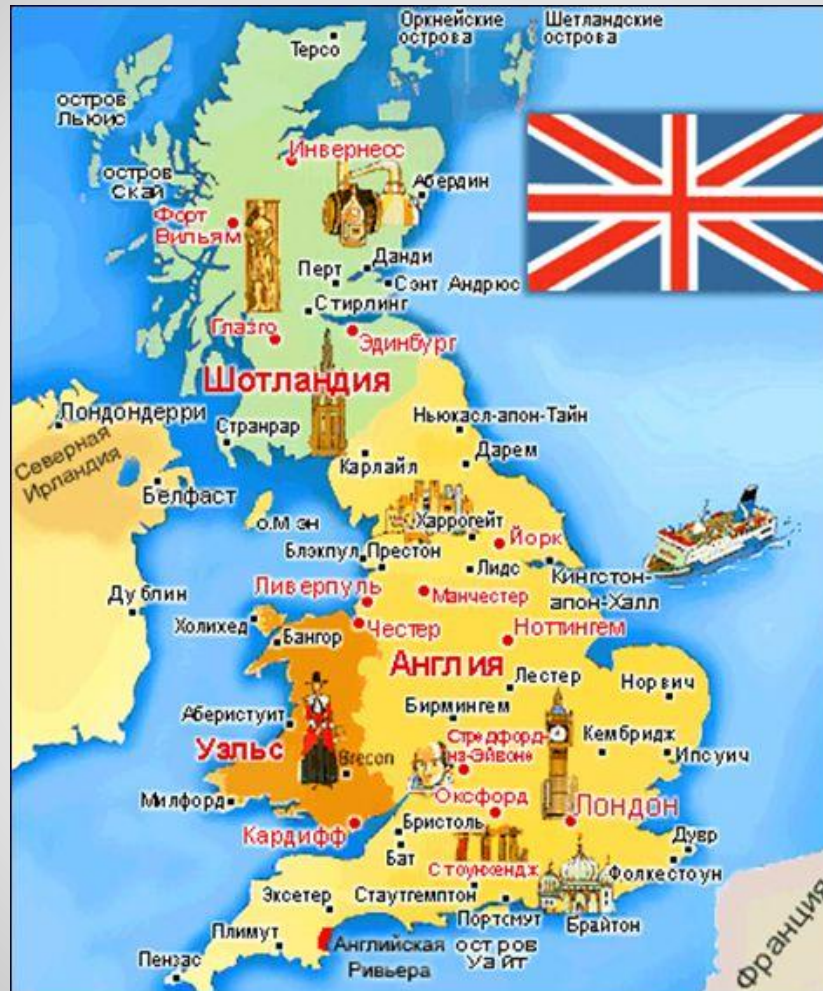 Оркнейские
острова
Шетландские
острова
Терсо
остров
Льюис
Инвернесс
остров
Скай
Абердин
Форт
Вильям
Данди
Перт
Сэнт Андрюс
Стирлинг
Глазго
Эдинбург
Шотландия
Лондондерри
Ньюкасл-апон-Тайн
Странрар
Северная
Ирландия
Дарем
Карлайл
Белфаст
о.Мэн
Харрогейт
Йорк
Блэкпул
Престон
Лидс
Кингстон-
апон-Халл
Ливерпуль
Манчестер
Дублин
Холихед
Честер
Ноттингем
Бангор
Англия
Лестер
Норвич
Аберистуит
Бирмингем
Стредфорд-
на-Эйвоне
Кембридж
Ипсуич
Уэльс
Brecon
Милфорд
Оксфорд
Лондон
Кардифф
Бристоль
Дувр
Бат
Стоунхендж
Фолкестоун
Эксетер
Стаутгемптон
Портсмут
Брайтон
Плимут
Английская
Ривьера
остров
Уайт
Пензас
Франция